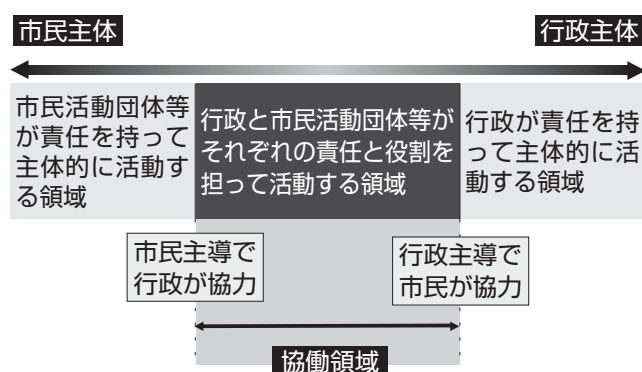 市民主体
行政主体
市民活動団体等
が責任を持って
主体的に活動す
る領域
行政と市民活動団体等が
それぞれの責任と役割を
担って活動する領域
行政が責任を持
って主体的に活
動する領域
市民主導で
行政が協力
行政主導で
市民が協力
協働領域